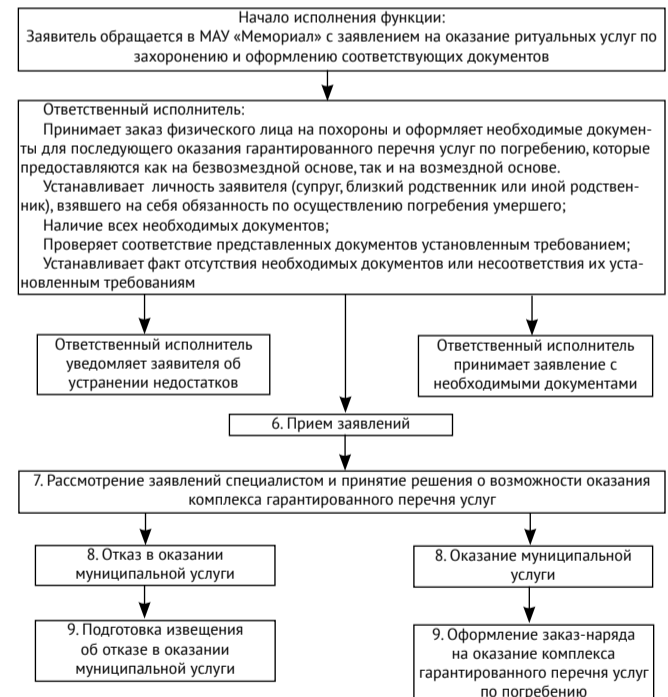 Начало исполнения функции:
Заявитель обращается в МАУ «Мемориал» с заявлением на оказание ритуальных услуг по
захоронению и оформлению соответствующих документов
Ответственный исполнитель:
Принимает заказ физического лица на похороны и оформляет необходимые докумен-
ты для последующего оказания гарантированного перечня услуг по погребению, которые
предоставляются как на безвозмездной основе, так и на возмездной основе.
Устанавливает личность заявителя (супруг, близкий родственник или иной родствен-
ник), взявшего на себя обязанность по осуществлению погребения умершего;
Наличие всех необходимых документов;
Проверяет соответствие представленных документов установленным требованием;
Устанавливает факт отсутствия необходимых документов или несоответствия их уста-
новленным требованиям
Ответственный исполнитель
уведомляет заявителя об
устранении недостатков
Ответственный исполнитель
принимает заявление с
необходимыми документами
6. Прием заявлений
7. Рассмотрение заявлений специалистом и принятие решения о возможности оказания
комплекса гарантированного перечня услуг
8. Отказ в оказании
муниципальной услуги
8. Оказание муниципальной
услуги
9. Подготовка извещения
об отказе в оказании
муниципальной услуги
9. Оформление заказ-наряда
на оказание комплекса
гарантированного перечня услуг
по погребению